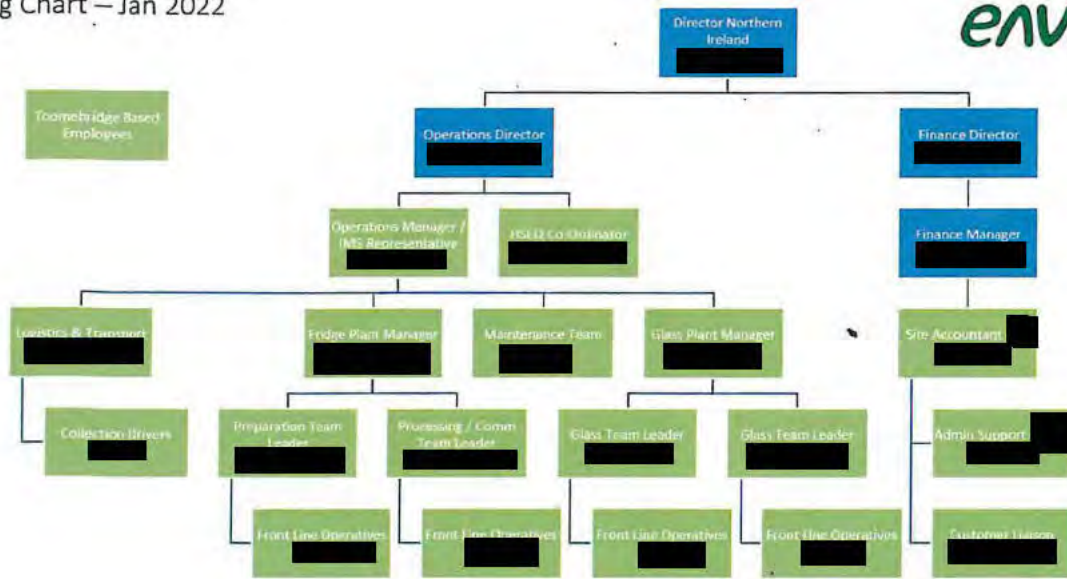 g Chart – Jan 2022
env
Director Northern
Ireland
Toomebridge Based
Employees
Operations Director
Finance Director
Operations Manager /
IMS Representative
HSEQ Co-Ordinator
Finance Manager
Logistics & Transport
Fridge Plant Manager
Maintenance Team
Glass Plant Manager
Site Accountant
Collection Drivers
Preparation Team
Leader
Processing / Comm
Team Leader
Glass Team Leader
Glass Team Leader
Admin Support
Front Line Operatives
Front Line Operatives
Front Line Operatives
Front Line Operatives
Customer Liaison